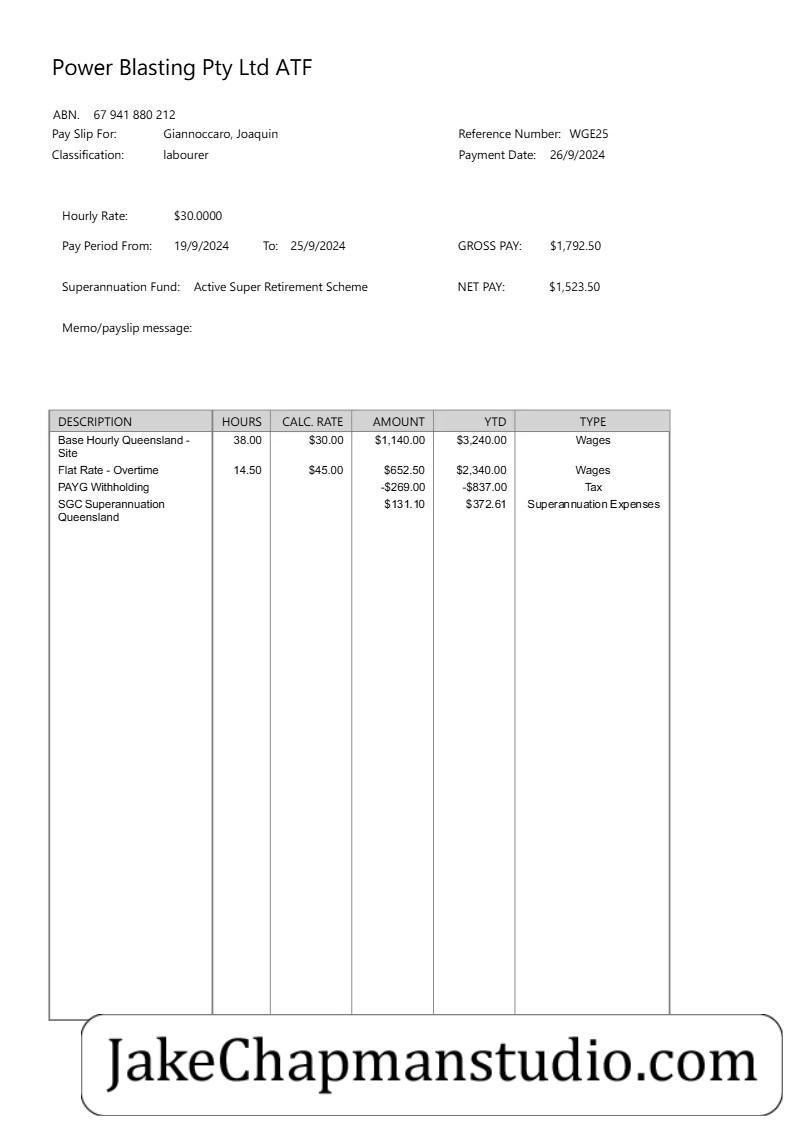 Power Blasting Pty Ltd ATF
ABN. 67 941 880 212
Pay Slip For: Giannoccaro, Joaquin Reference Number: WGE25
Classification: labourer Payment Date: 26/9/2024
Hourly Rate: $30.0000
Pay Period From: 19/9/2024 To: 25/9/2024 GROSS PAY: $1,792.50
Superannuation Fund: Active Super Retirement Scheme NET PAY: $1,523.50
Memo/payslip message:
DESCRIPTION HOURS CALC. RATE AMOUNT YTD TYPE
Base Hourly Queensland - 38.00 $30.00 $1,140.00 $3,240.00 Wages
Site
Flat Rate - Overtime 14.50 $45.00 $652.50 $2,340.00 Wages
PAYG Withholding -$269.00 -$837.00 Tax
SGC Superannuation $131.10 $372.61 Superannuation Expenses
Queensland
JakeChapmanstudio.com